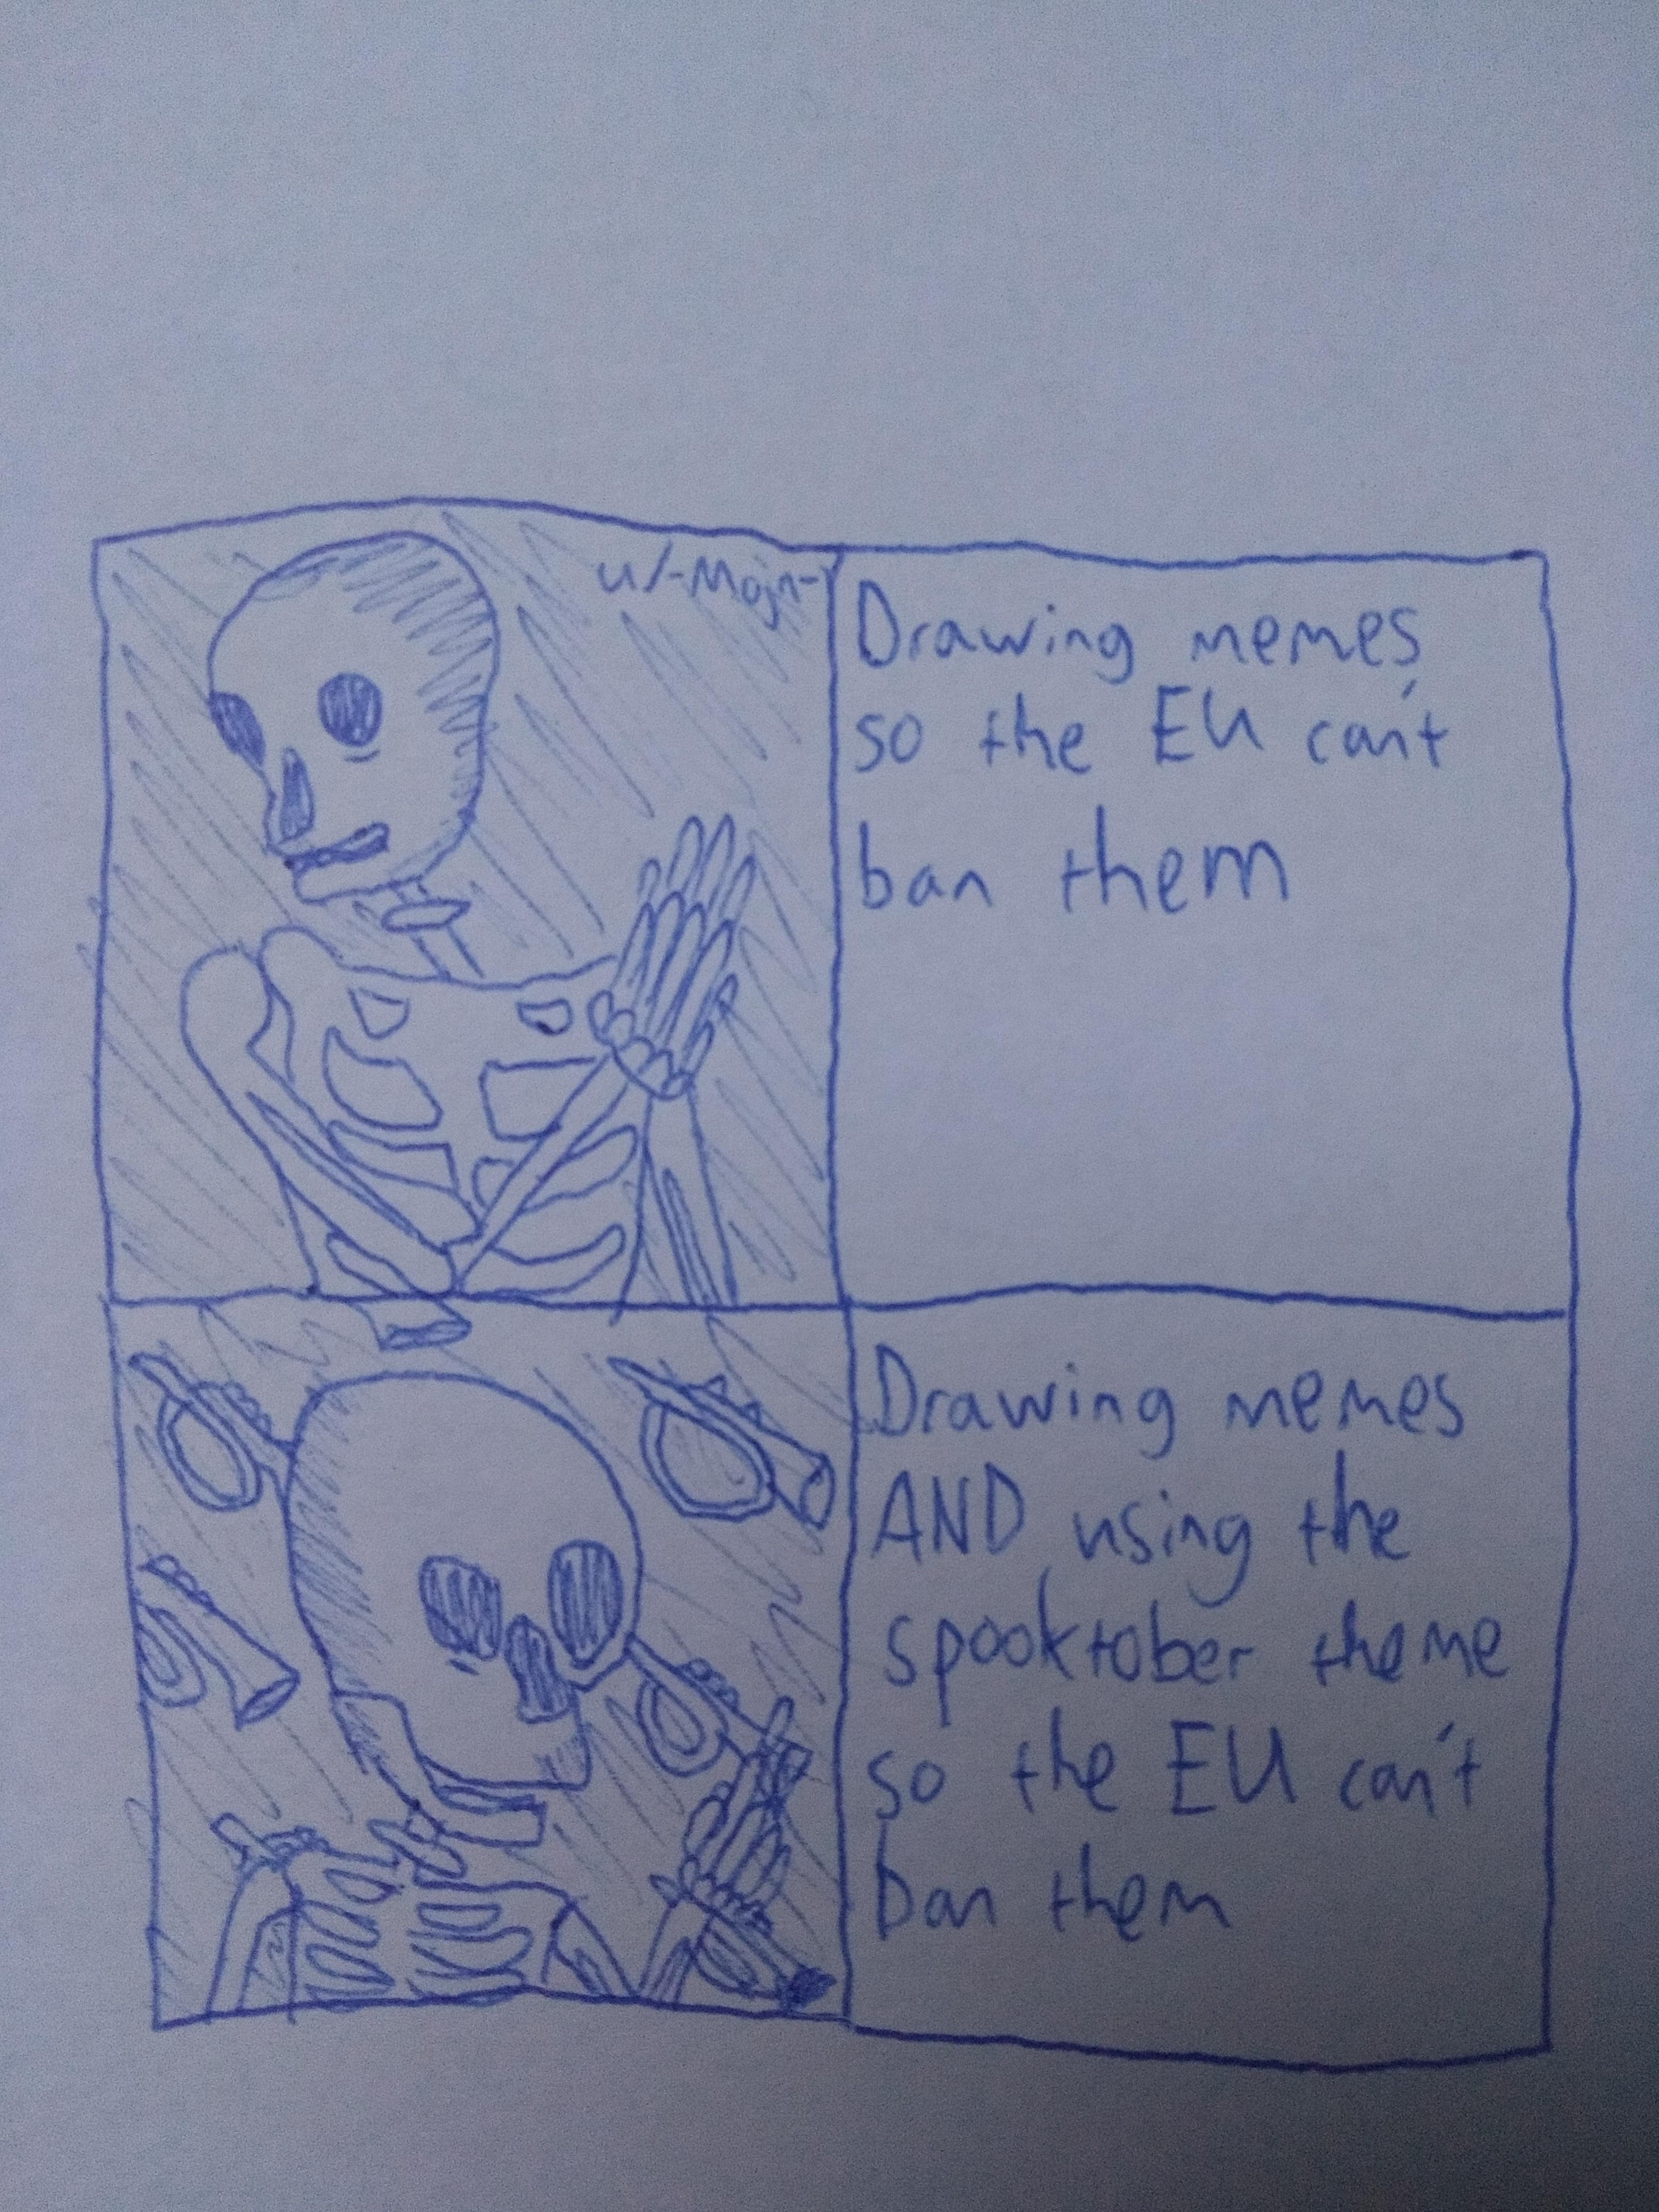 u/-Mojn-
Drawing memes
so the EU can't
ban them
Drawing memes
AND using the
spooktober theme
so the EU can't
ban them